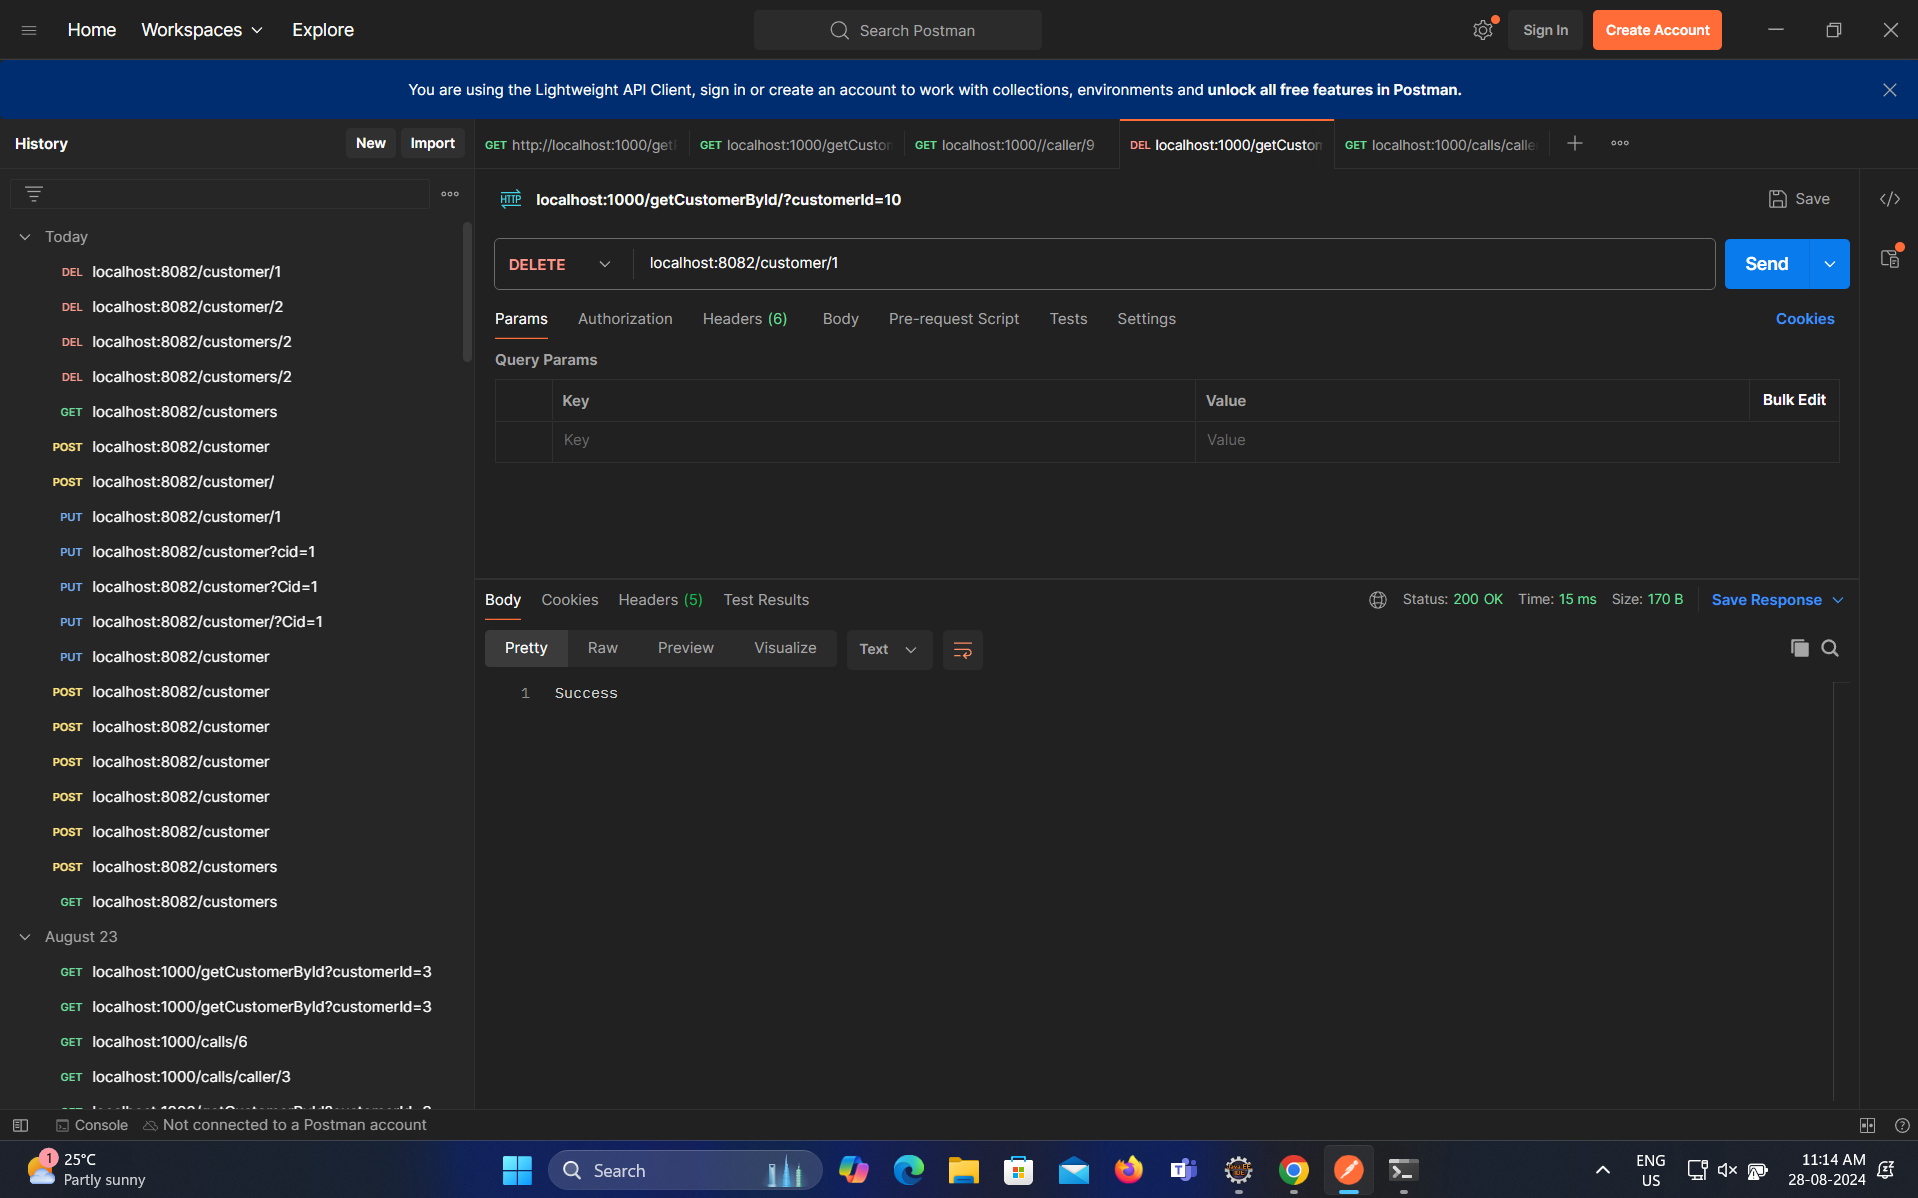 Home Workspaces Explore
Search Postman
Sign In Create Account
You are using the Lightweight API Client, sign in or create an account to work with collections, environments and unlock all free features in Postman.
History New Import
GET http://localhost:1000/get
GET localhost:1000/getCuston
GET localhost:1000//caller/9
DEL localhost:1000/getCuston
GET localhost:1000/calls/calle
HTTP localhost:1000/getCustomerById/?customerId=10
Save
DELETE localhost:8082/customer/1
Send
Params Authorization Headers (6) Body Pre-request Script Tests Settings Cookies
Query Params
Key Value Bulk Edit
Key Value
Today
DEL localhost:8082/customer/1
DEL localhost:8082/customer/2
DEL localhost:8082/customers/2
DEL localhost:8082/customers/2
GET localhost:8082/customers
POST localhost:8082/customer
POST localhost:8082/customer/
PUT localhost:8082/customer/1
PUT localhost:8082/customer?cid=1
PUT localhost:8082/customer?Cid=1
PUT localhost:8082/customer/?Cid=1
PUT localhost:8082/customer
POST localhost:8082/customer
POST localhost:8082/customer
POST localhost:8082/customer
POST localhost:8082/customer
POST localhost:8082/customer
POST localhost:8082/customers
GET localhost:8082/customers
August 23
GET localhost:1000/getCustomerById?customerId=3
GET localhost:1000/getCustomerById?customerId=3
GET localhost:1000/calls/6
GET localhost:1000/calls/caller/3
Body Cookies Headers (5) Test Results
Status: 200 OK Time: 15 ms Size: 170 B Save Response
Pretty Raw Preview Visualize Text
1 Success
Console Not connected to a Postman account
1
25°C
Partly sunny
Search
ENG
US
11:14 AM
28-08-2024